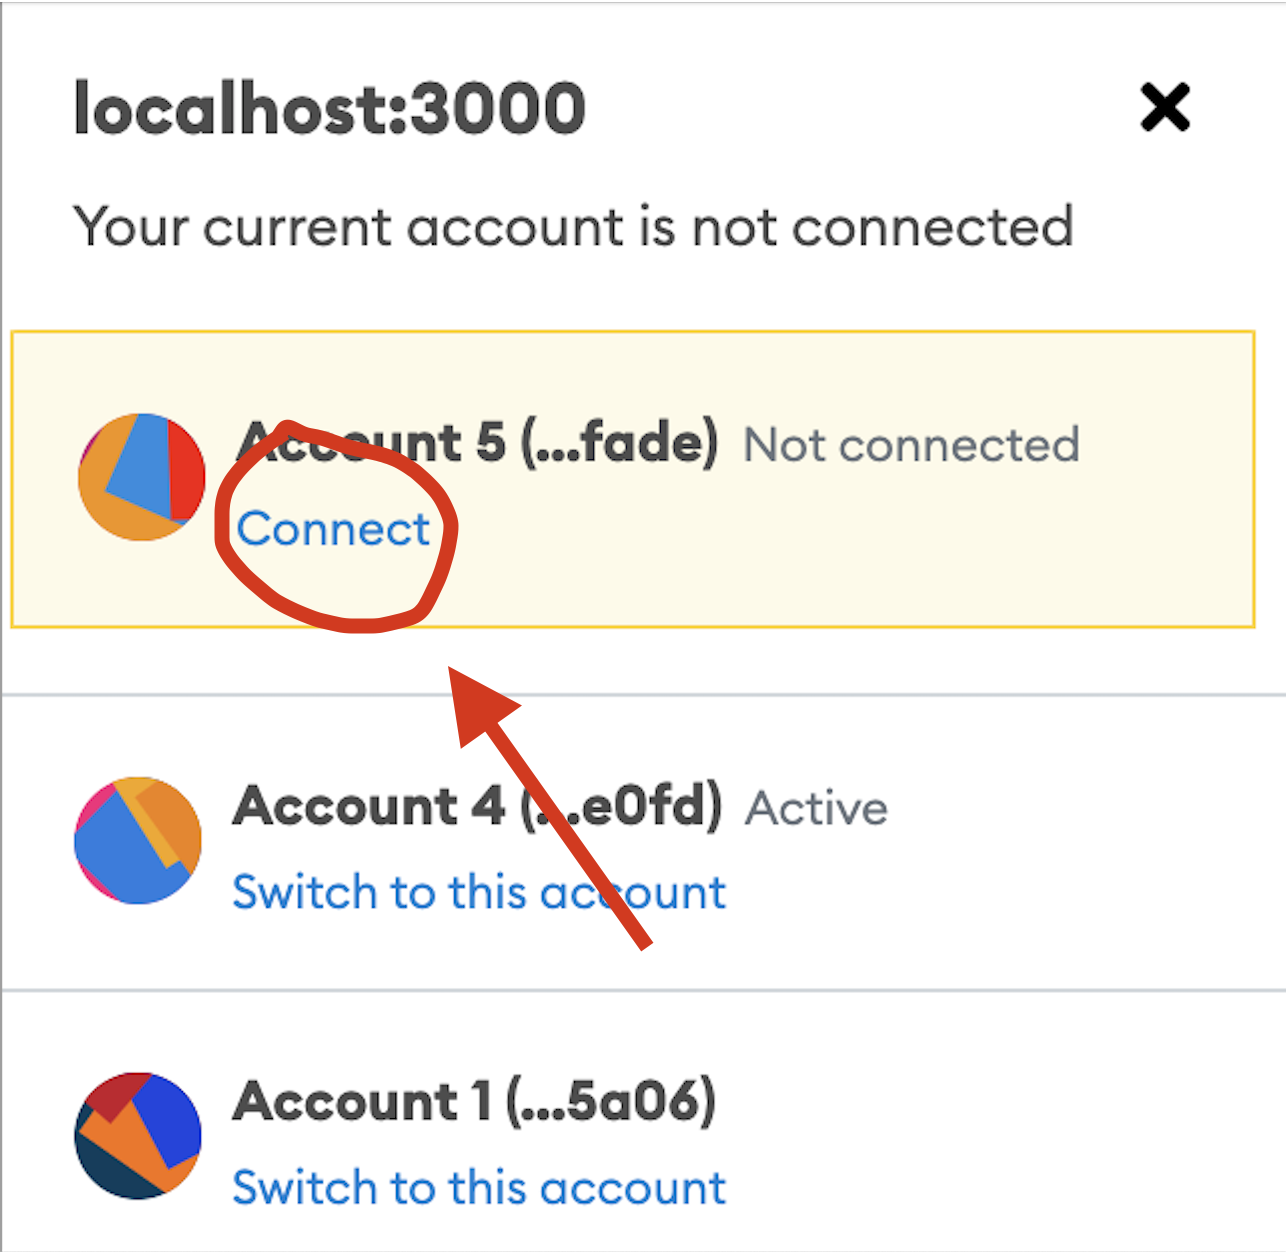 localhost:3000
Your current account is not connected
Account 5 (...fade) Not connected
Connect
Account 4 (...e0fd) Active
Switch to this account
Account 1 (...5a06)
Switch to this account